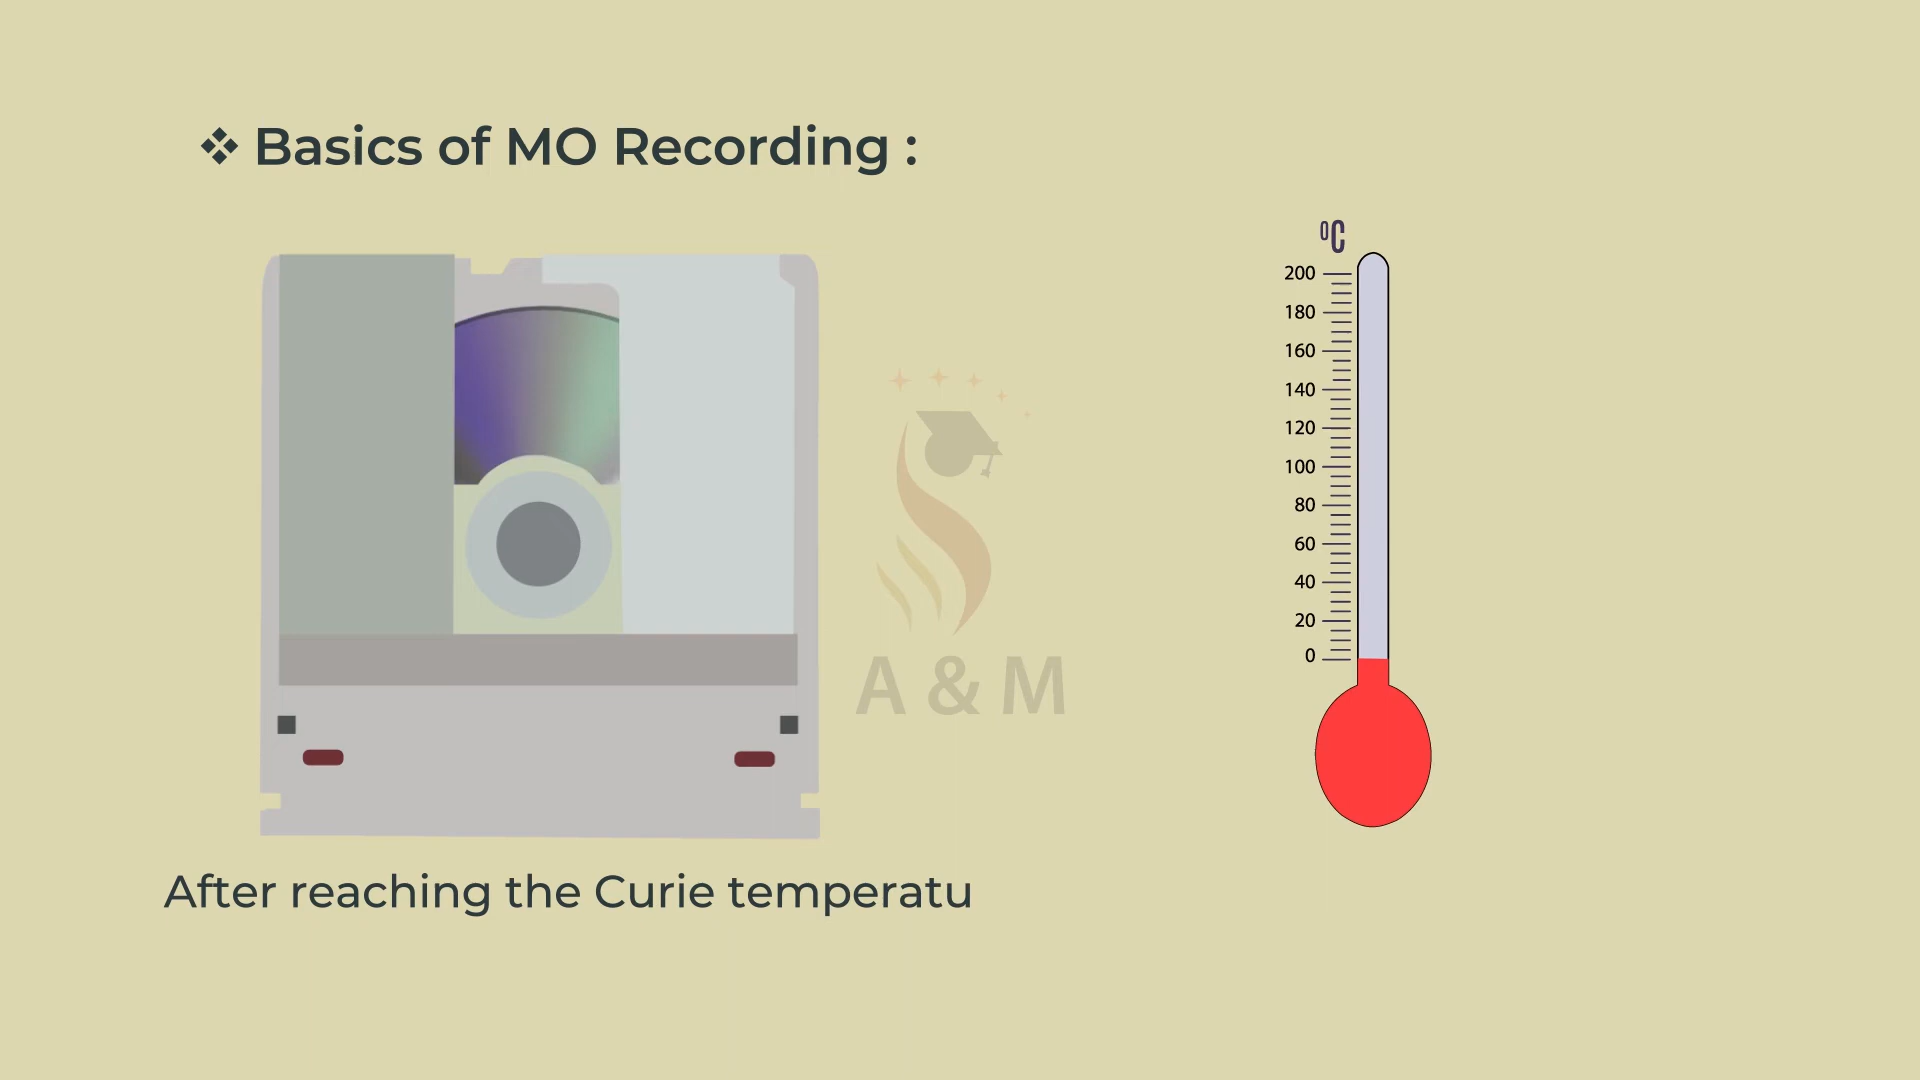 ❖ Basics of MO Recording :
⁰C
200
180
160
140
120
100
80
60
40
20
0
A & M
After reaching the Curie temperatu